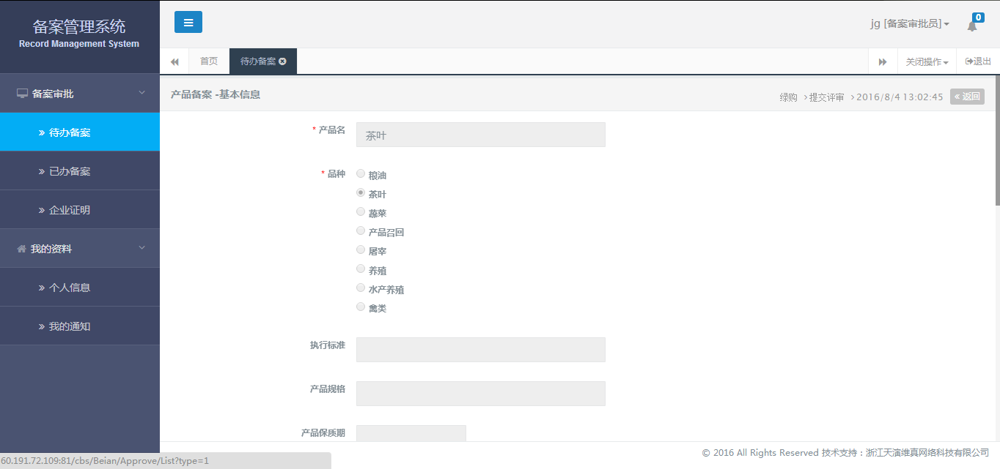 备案管理系统
Record Management System
jg [备案审批员]
0
首页
待办备案
关闭操作
退出
备案审批
待办备案
已办备案
企业证明
我的资料
个人信息
我的通知
产品备案 -基本信息
绿购 提交评审 2016/8/4 13:02:45 返回
* 产品名 茶叶
* 品种
粮油
茶叶
蔬菜
产品召回
屠宰
养殖
水产养殖
禽类
执行标准
产品规格
产品保质期
© 2016 All Rights Reserved 技术支持：浙江天演维真网络科技有限公司
60.191.72.109:81/cbs/Beian/Approve/List?type=1